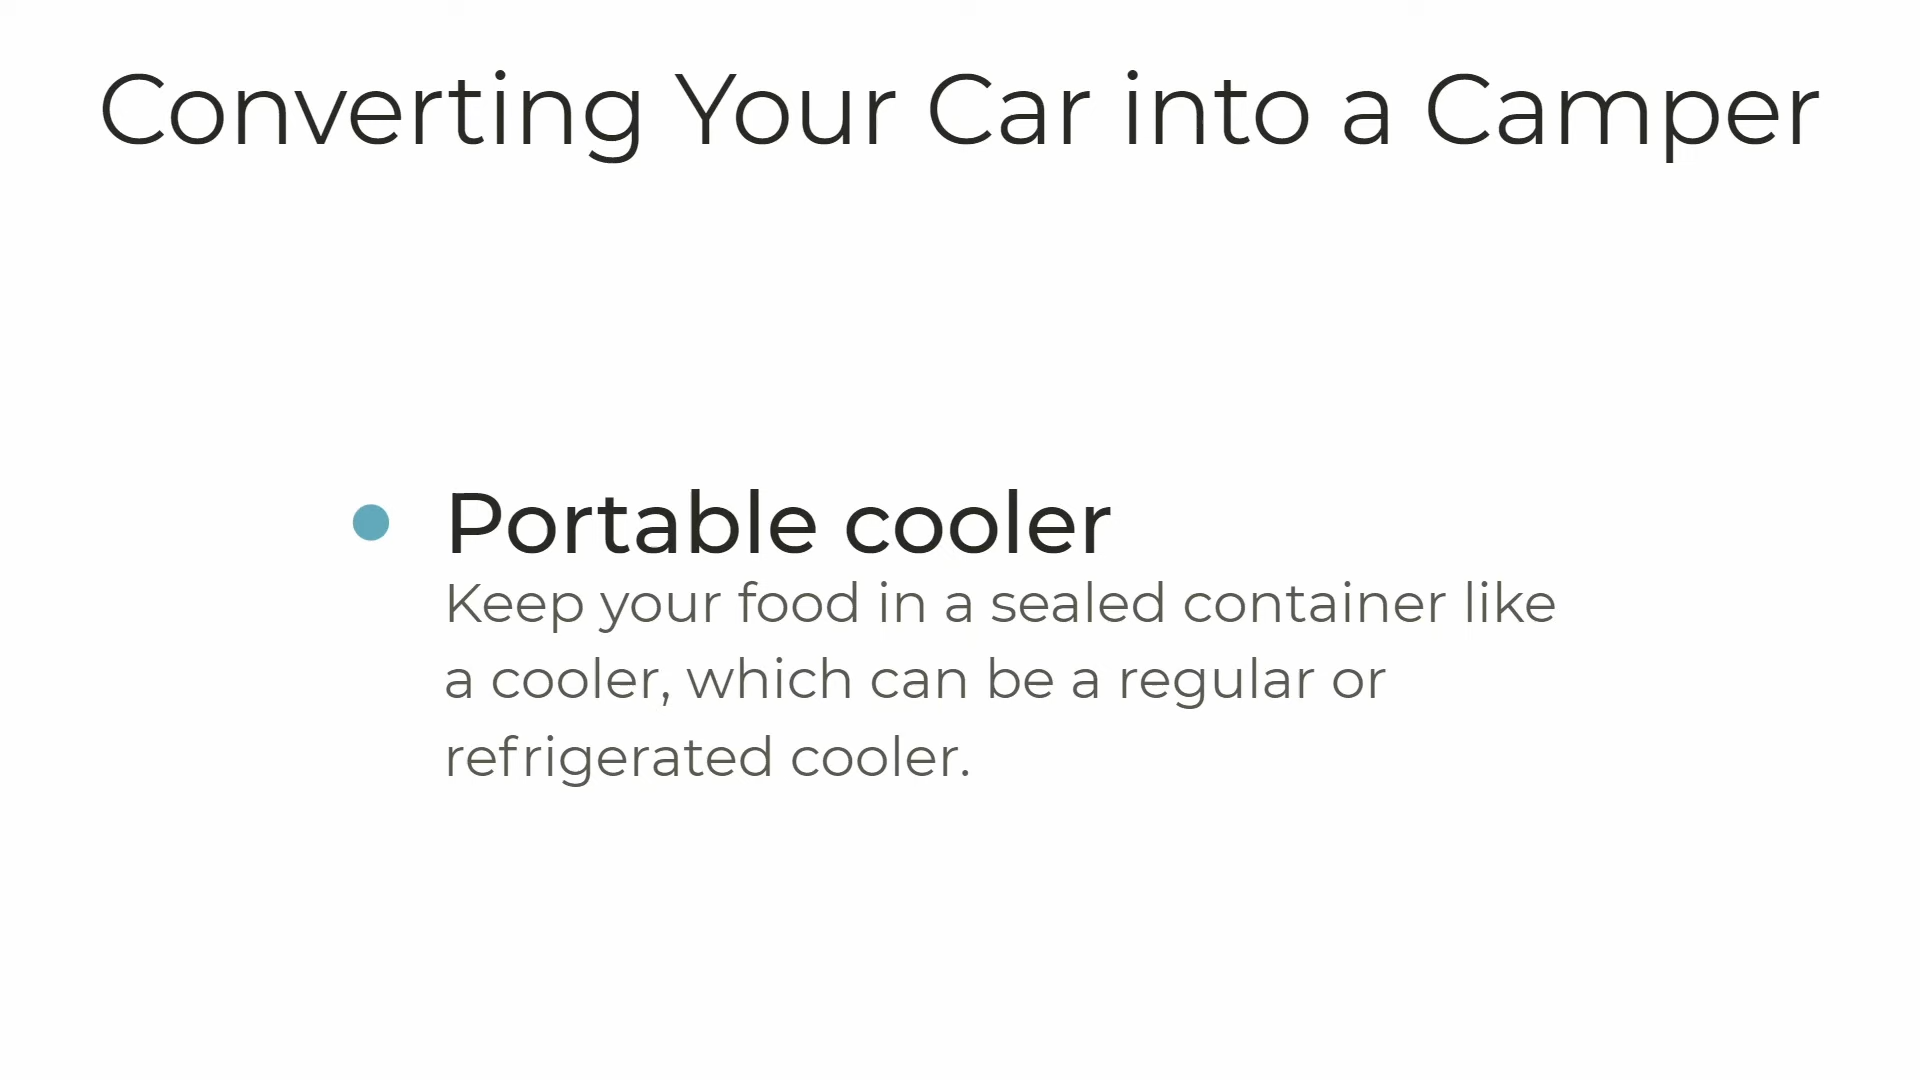 Converting Your Car into a Camper
Portable cooler
Keep your food in a sealed container like
a cooler, which can be a regular or
refrigerated cooler.